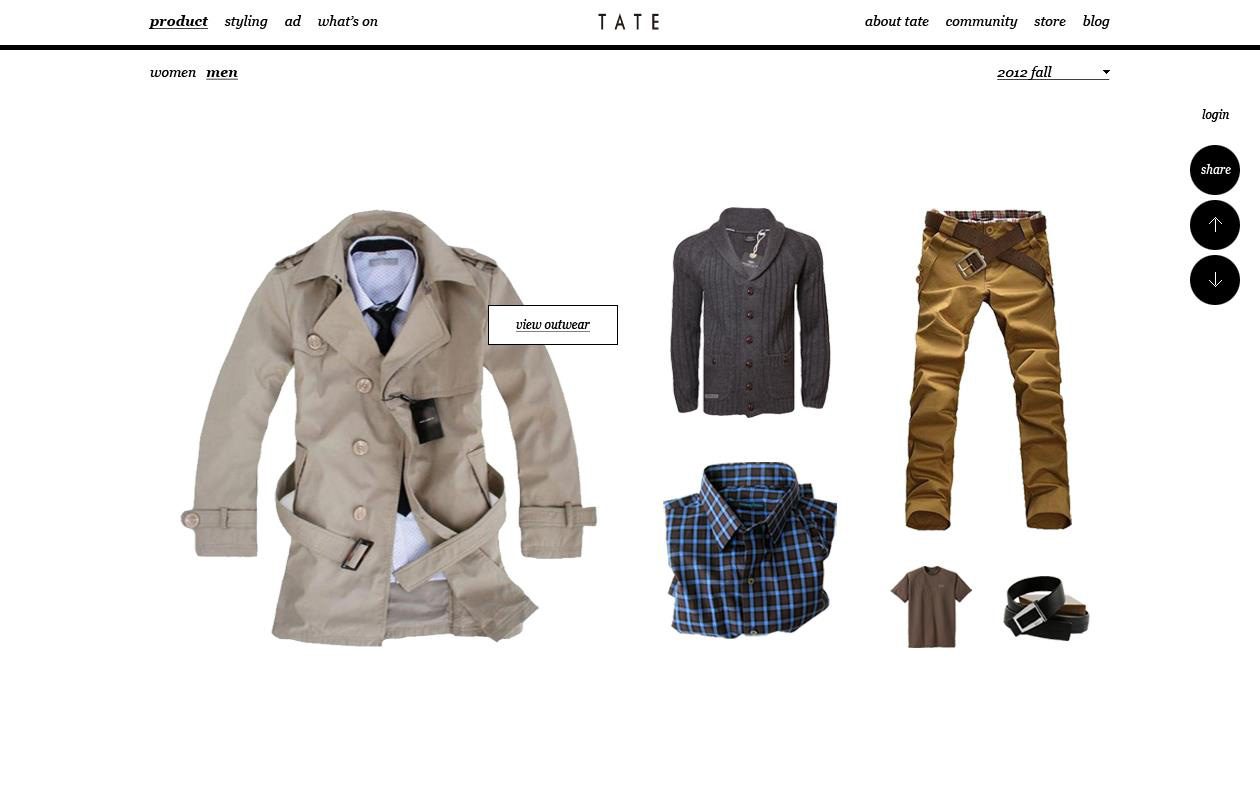 product styling ad what's on TATE about tate community store blog
women men 2012 fall
login
share
view outwear